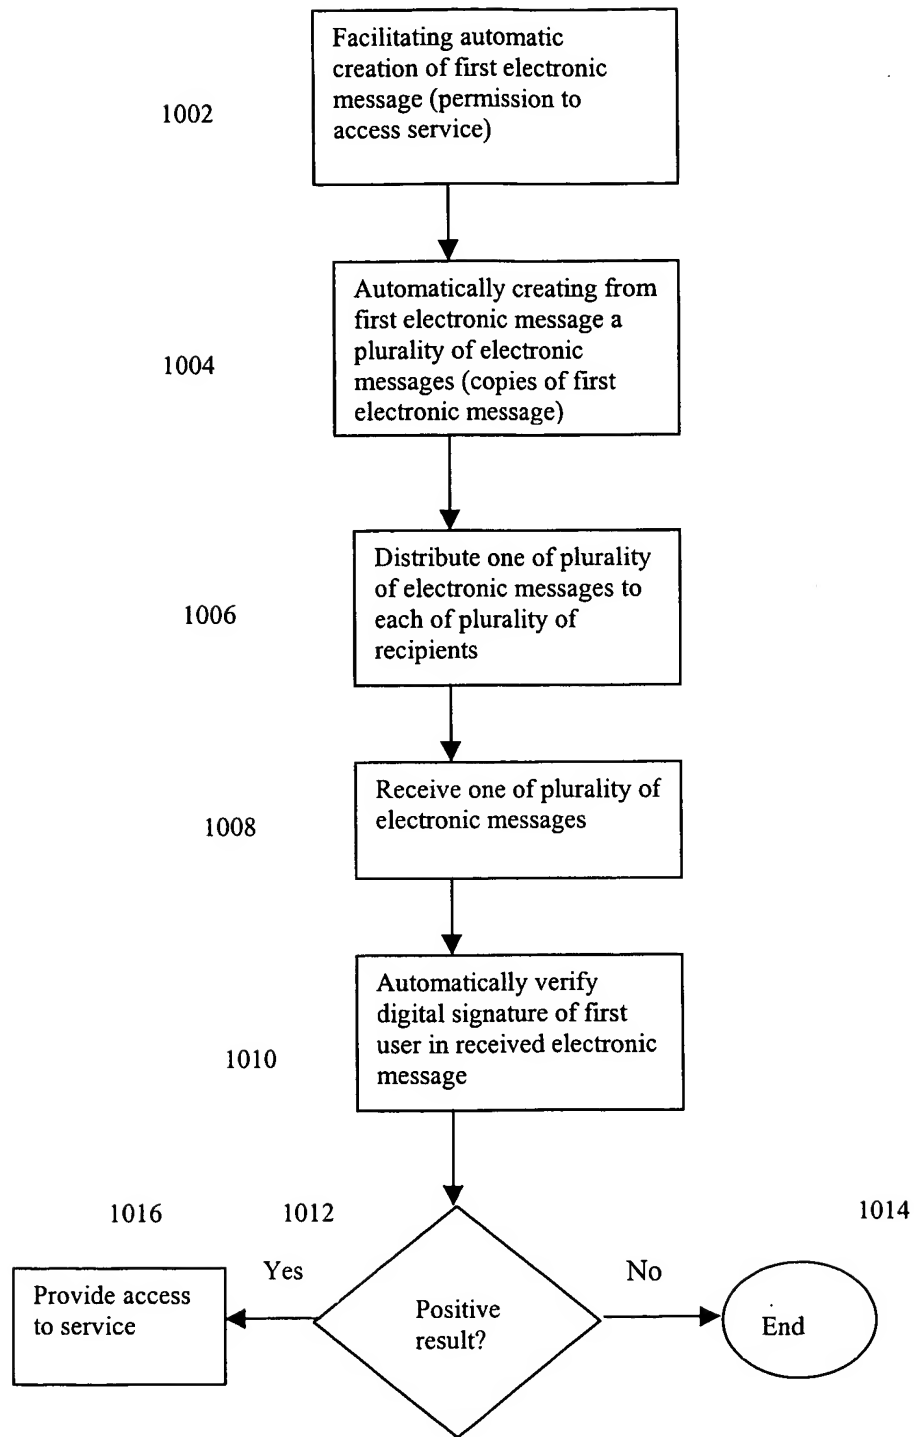 Facilitating automatic
creation of first electronic
message (permission to
access service)
1002
Automatically creating from
first electronic message a
plurality of electronic
messages (copies of first
electronic message)
1004
Distribute one of plurality
of electronic messages to
each of plurality of
recipients
1006
Receive one of plurality of
electronic messages
1008
Automatically verify
digital signature of first
user in received electronic
message
1010
1016
1012
1014
Yes
No
Provide access
to service
Positive
result?
End